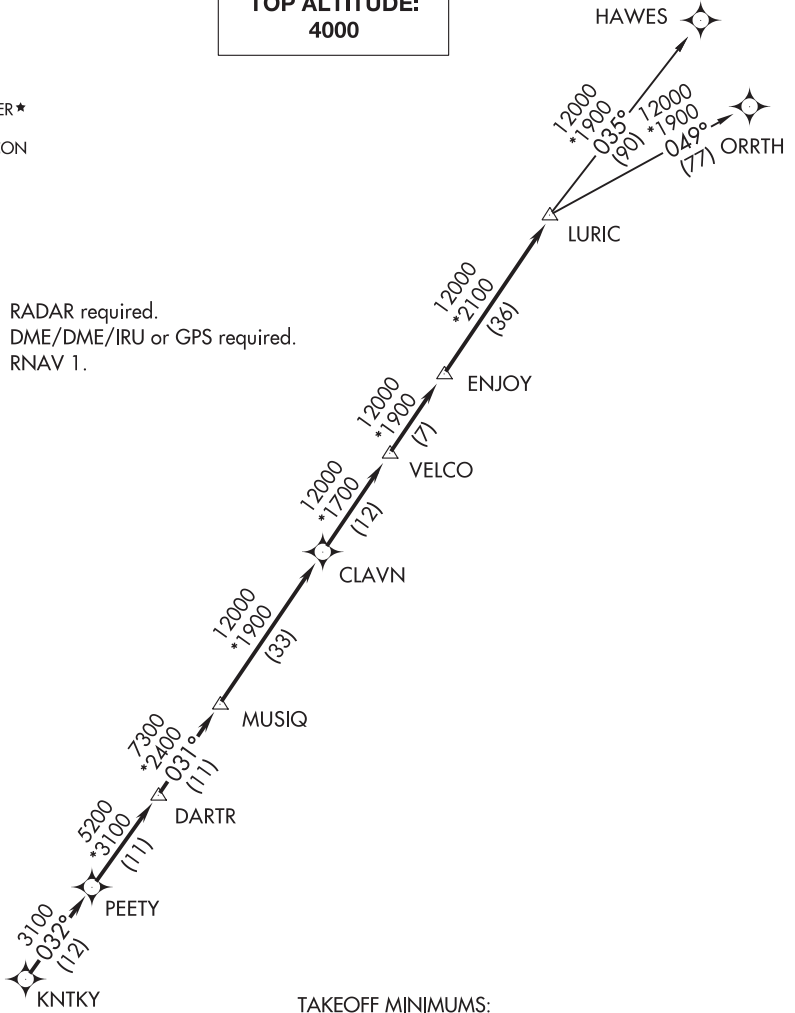 TOP ALTITUDE:
4000
HAWES
ER★
ON
12000
*1900
035°
(90)
12000
*1900
049°
(77)
ORRTH
LURIC
RADAR required.
DME/DME/IRU or GPS required.
RNAV 1.
12000
*2100
(36)
ENJOY
12000
*1900
(7)
VELCO
12000
*1700
(12)
CLAVN
12000
*1900
(33)
MUSIQ
7300
*2400
031°
(11)
DARTR
5200
*3100
(11)
PEETY
3100
032°
(12)
KNTKY
TAKEOFF MINIMUMS: